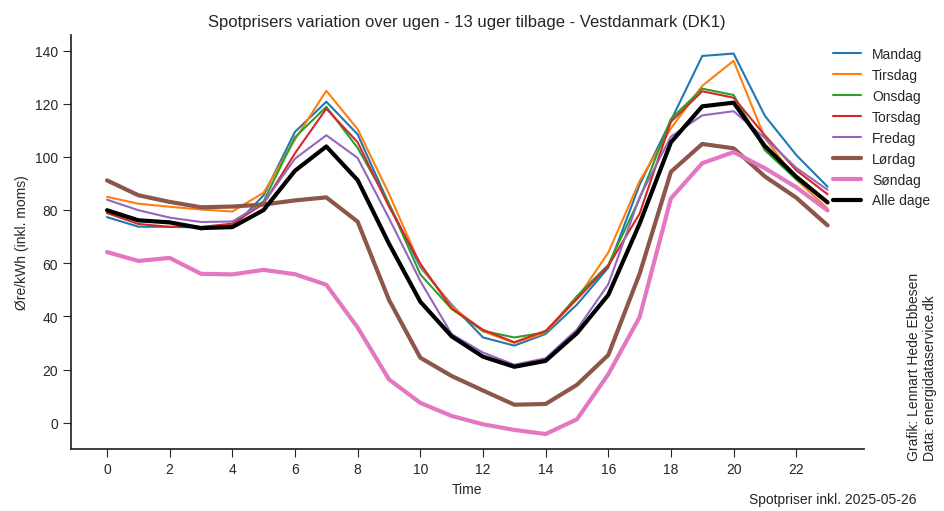 Spotprisers variation over ugen - 13 uger tilbage - Vestdanmark (DK1)
Øre/kWh (inkl. moms)
140
120
100
80
60
40
20
0
0 2 4 6 8 10 12 14 16 18 20 22
Time
Mandag
Tirsdag
Onsdag
Torsdag
Fredag
Lørdag
Søndag
Alle dage
Grafik: Lennart Hede Ebbesen
Data: energidataservice.dk
Spotpriser inkl. 2025-05-26